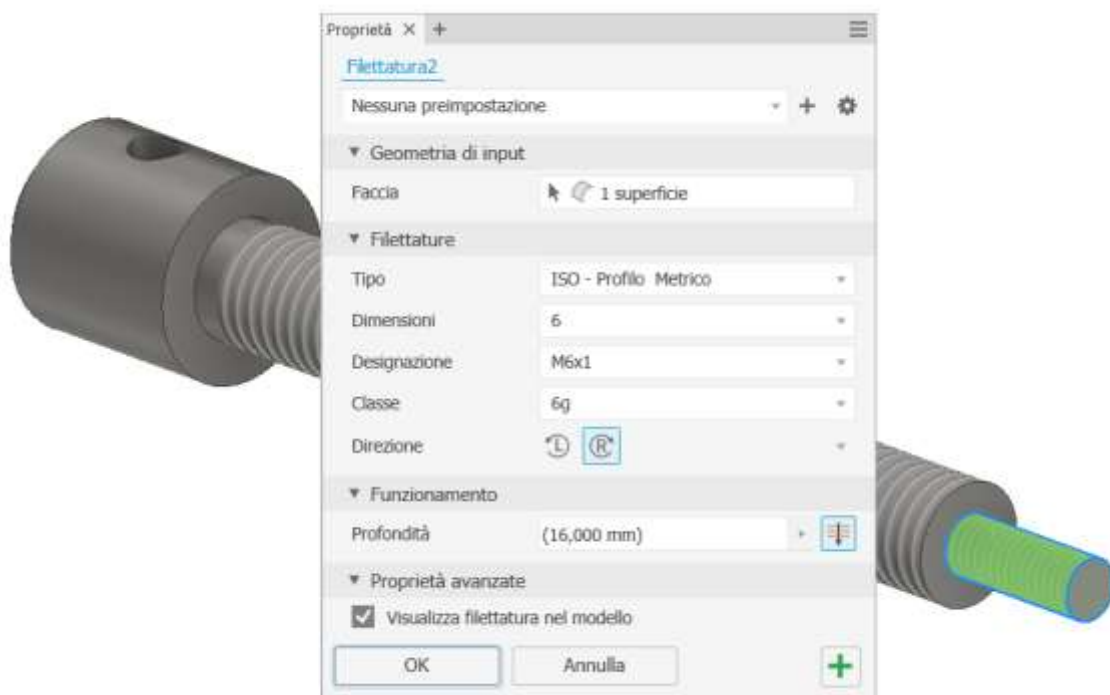 Proprietà × +
Filettatura2
Nessuna preimpostazione
Geometria di input
Faccia 1 superficie
Filettature
Tipo ISO - Profilo Metrico
Dimensioni 6
Designazione M6x1
Classe 6g
Direzione L R
Funzionamento
Profondità (16,000 mm)
Proprietà avanzate
Visualizza filettatura nel modello
OK Annulla